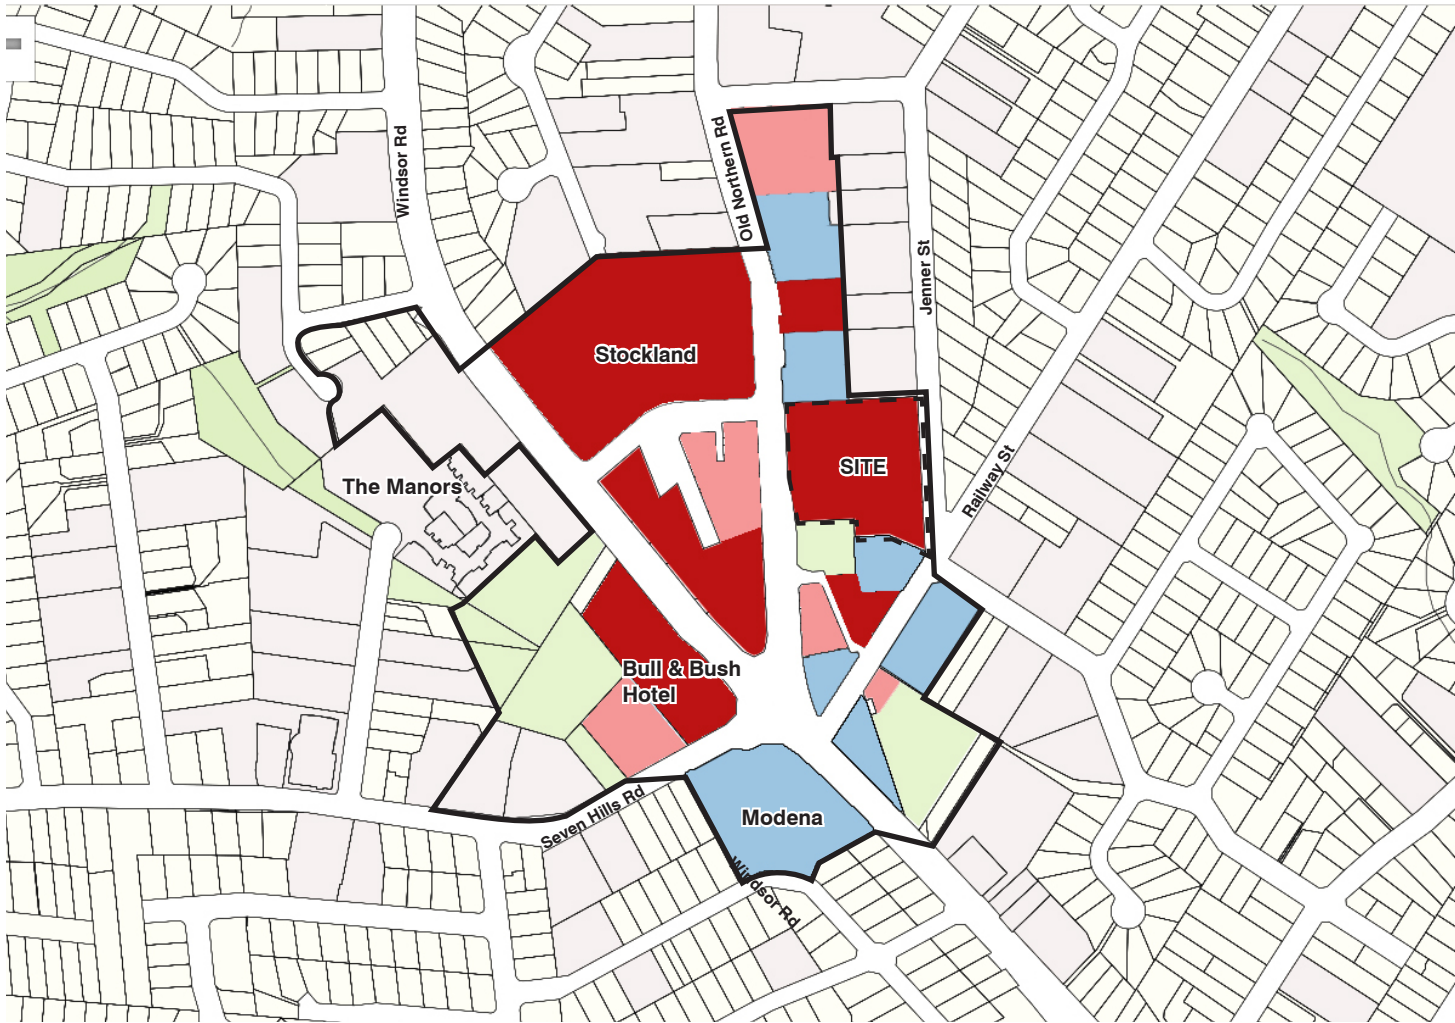 Windsor Rd
Old Northern Rd
Jenner St
Stockland
SITE
Railway St
The Manors
Bull & Bush
Hotel
Seven Hills Rd
Modena
Windsor Rd